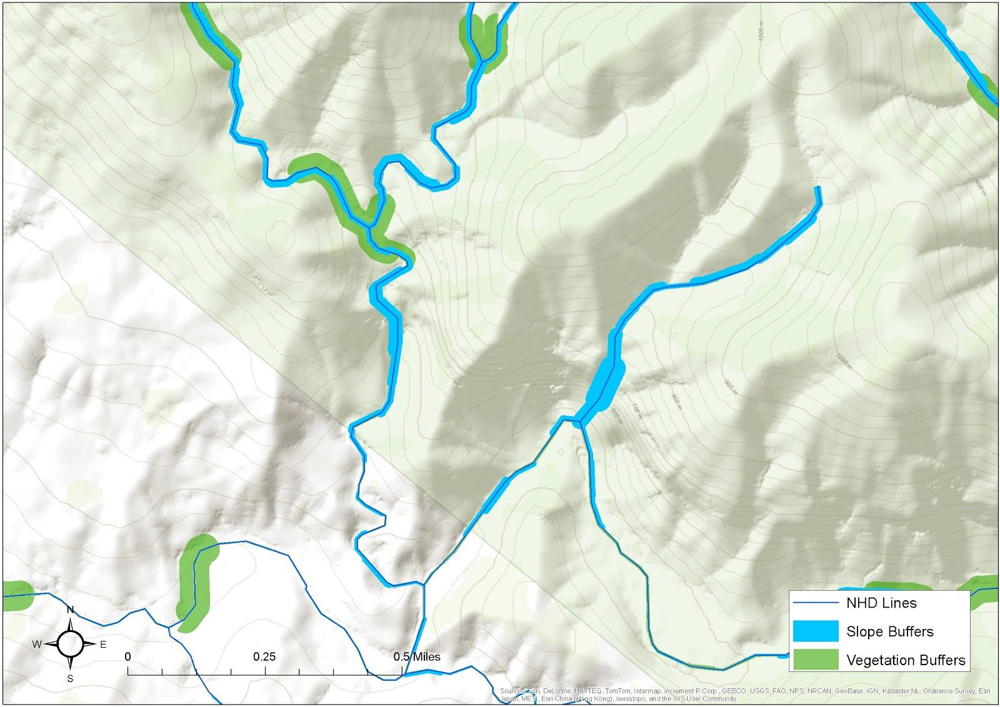 1000 m
900 m
1000 m
900 m
800 m
700 m
600 m
NHD Lines
Slope Buffers
Vegetation Buffers
N
W E
S
0 0.25 0.5 Miles
Sources: Esri, DeLorme, NAVTEQ, TomTom, Intermap, increment P Corp., GEBCO, USGS, FAO, NPS, NRCAN, GeoBase, IGN, Kadaster NL, Ordnance Survey, Esri
Japan, METI, Esri China (Hong Kong), swisstopo, and the GIS User Community